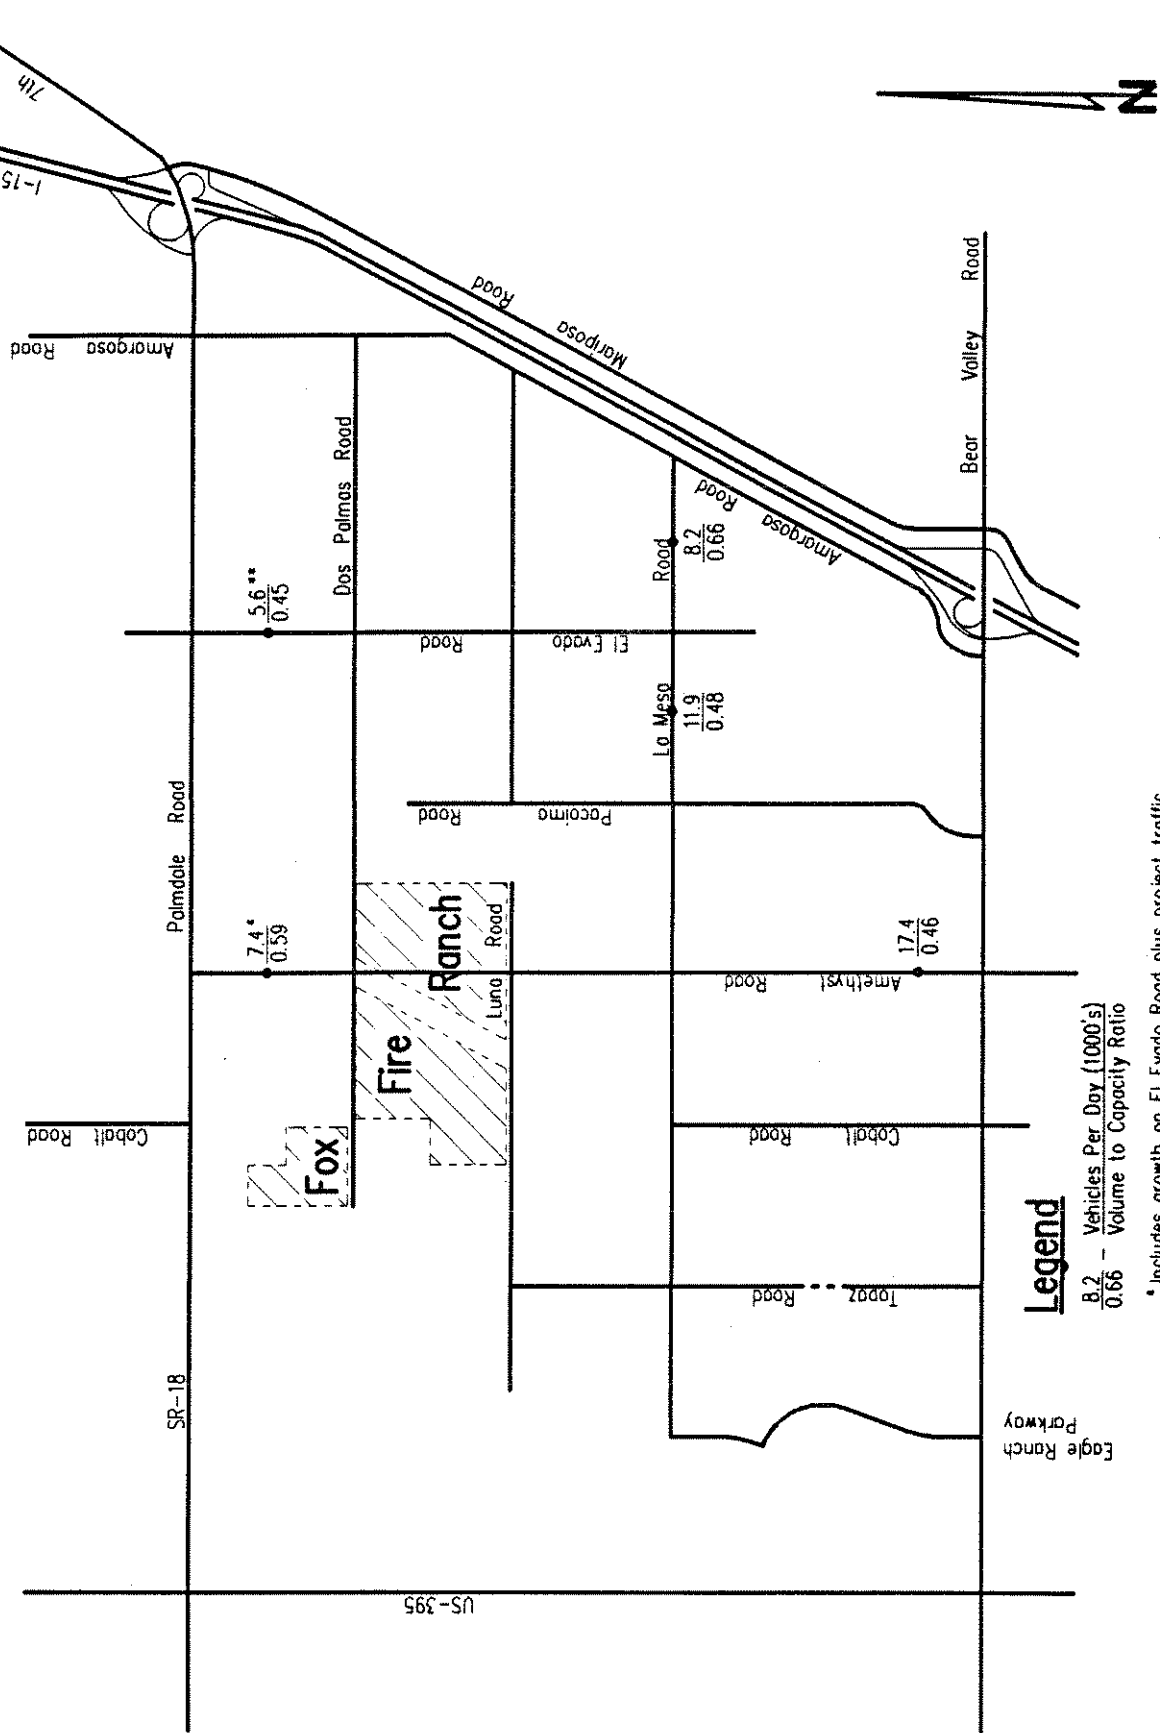 7th
I-15
Amargosa Road
Mariposa Road
Palmdale Road
SR-18
Cobalt Road
Dos Palmas Road
5.6**
0.45
7.4*
0.59
El Evado Road
La Mesa Road
8.2
0.66
11.9
0.48
Amargosa Road
Pacoima Road
Fox
Fire
Ranch
Luna Road
Amethyst Road
17.4
0.46
Cobalt Road
Topaz Road
Bear Valley Road
Eagle Ranch
Parkway
US-395
N
Legend
8.2 – Vehicles Per Day (1000's)
0.66 Volume to Capacity Ratio
* Includes growth on El Evado Road plus project traffic